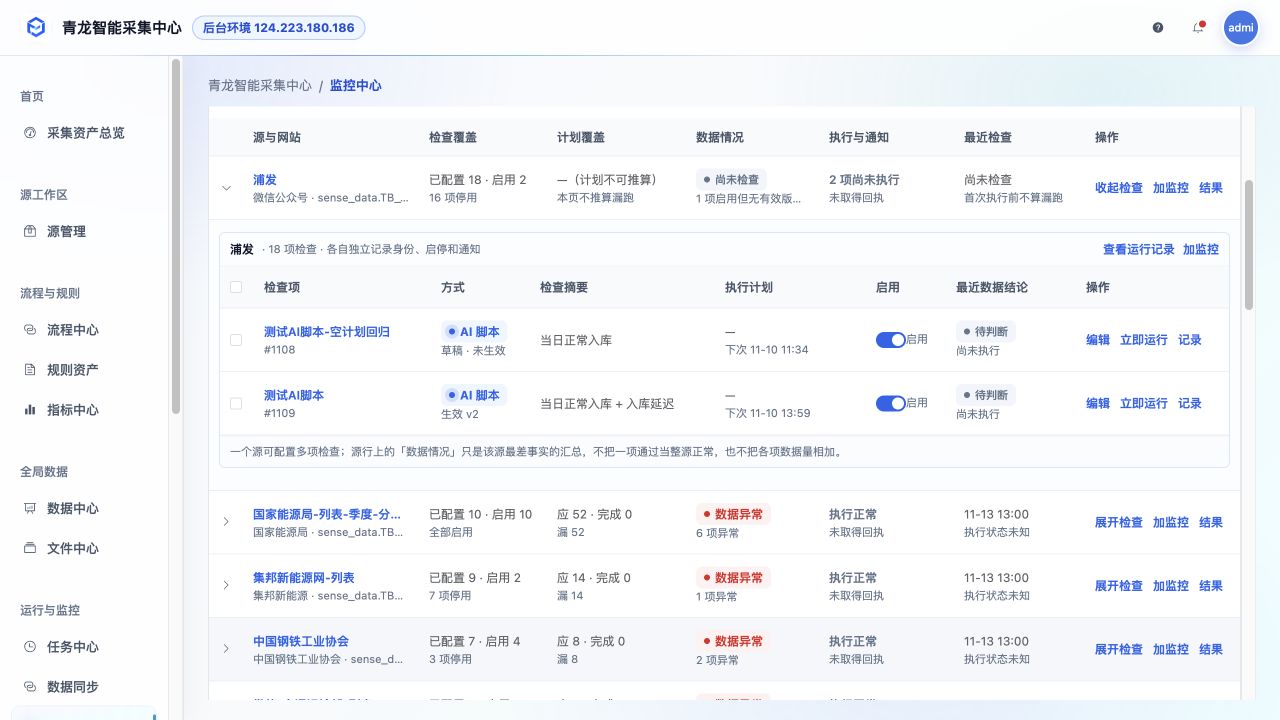 青龙智能采集中心 后台环境 124.223.180.186 admi
首页
采集资产总览
源工作区
源管理
流程与规则
流程中心
规则资产
指标中心
全局数据
数据中心
文件中心
运行与监控
任务中心
数据同步
青龙智能采集中心 / 监控中心
源与网站 检查覆盖 计划覆盖 数据情况 执行与通知 最近检查 操作
浦发 已配置 18 · 启用 2 —（计划不可推算） 尚未检查 2 项尚未执行 尚未检查 收起检查 加监控 结果
微信公众号 · sense_data.TB_... 16 项停用 本页不推算漏跑 1 项启用但无有效版... 未取得回执 首次执行前不算漏跑
浦发 · 18 项检查 · 各自独立记录身份、启停和通知 查看运行记录 加监控
检查项 方式 检查摘要 执行计划 启用 最近数据结论 操作
测试AI脚本-空计划回归 AI 脚本 当日正常入库 — 启用 待判断 编辑 立即运行 记录
#1108 草稿 · 未生效 下次 11-10 11:34 尚未执行
测试AI脚本 AI 脚本 当日正常入库 + 入库延迟 — 启用 待判断 编辑 立即运行 记录
#1109 生效 v2 下次 11-10 13:59 尚未执行
一个源可配置多项检查；源行上的「数据情况」只是该源最差事实的汇总，不把一项通过当整源正常，也不把各项数据量相加。
国家能源局-列表-季度-分... 已配置 10 · 启用 10 应 52 · 完成 0 数据异常 执行正常 11-13 13:00 展开检查 加监控 结果
国家能源局 · sense_data.TB... 全部启用 漏 52 6 项异常 未取得回执 执行状态未知
集邦新能源网-列表 已配置 9 · 启用 2 应 14 · 完成 0 数据异常 执行正常 11-13 13:00 展开检查 加监控 结果
集邦新能源 · sense_data.TB... 7 项停用 漏 14 1 项异常 未取得回执 执行状态未知
中国钢铁工业协会 已配置 7 · 启用 4 应 8 · 完成 0 数据异常 执行正常 11-13 13:00 展开检查 加监控 结果
中国钢铁工业协会 · sense_d... 3 项停用 漏 8 2 项异常 未取得回执 执行状态未知